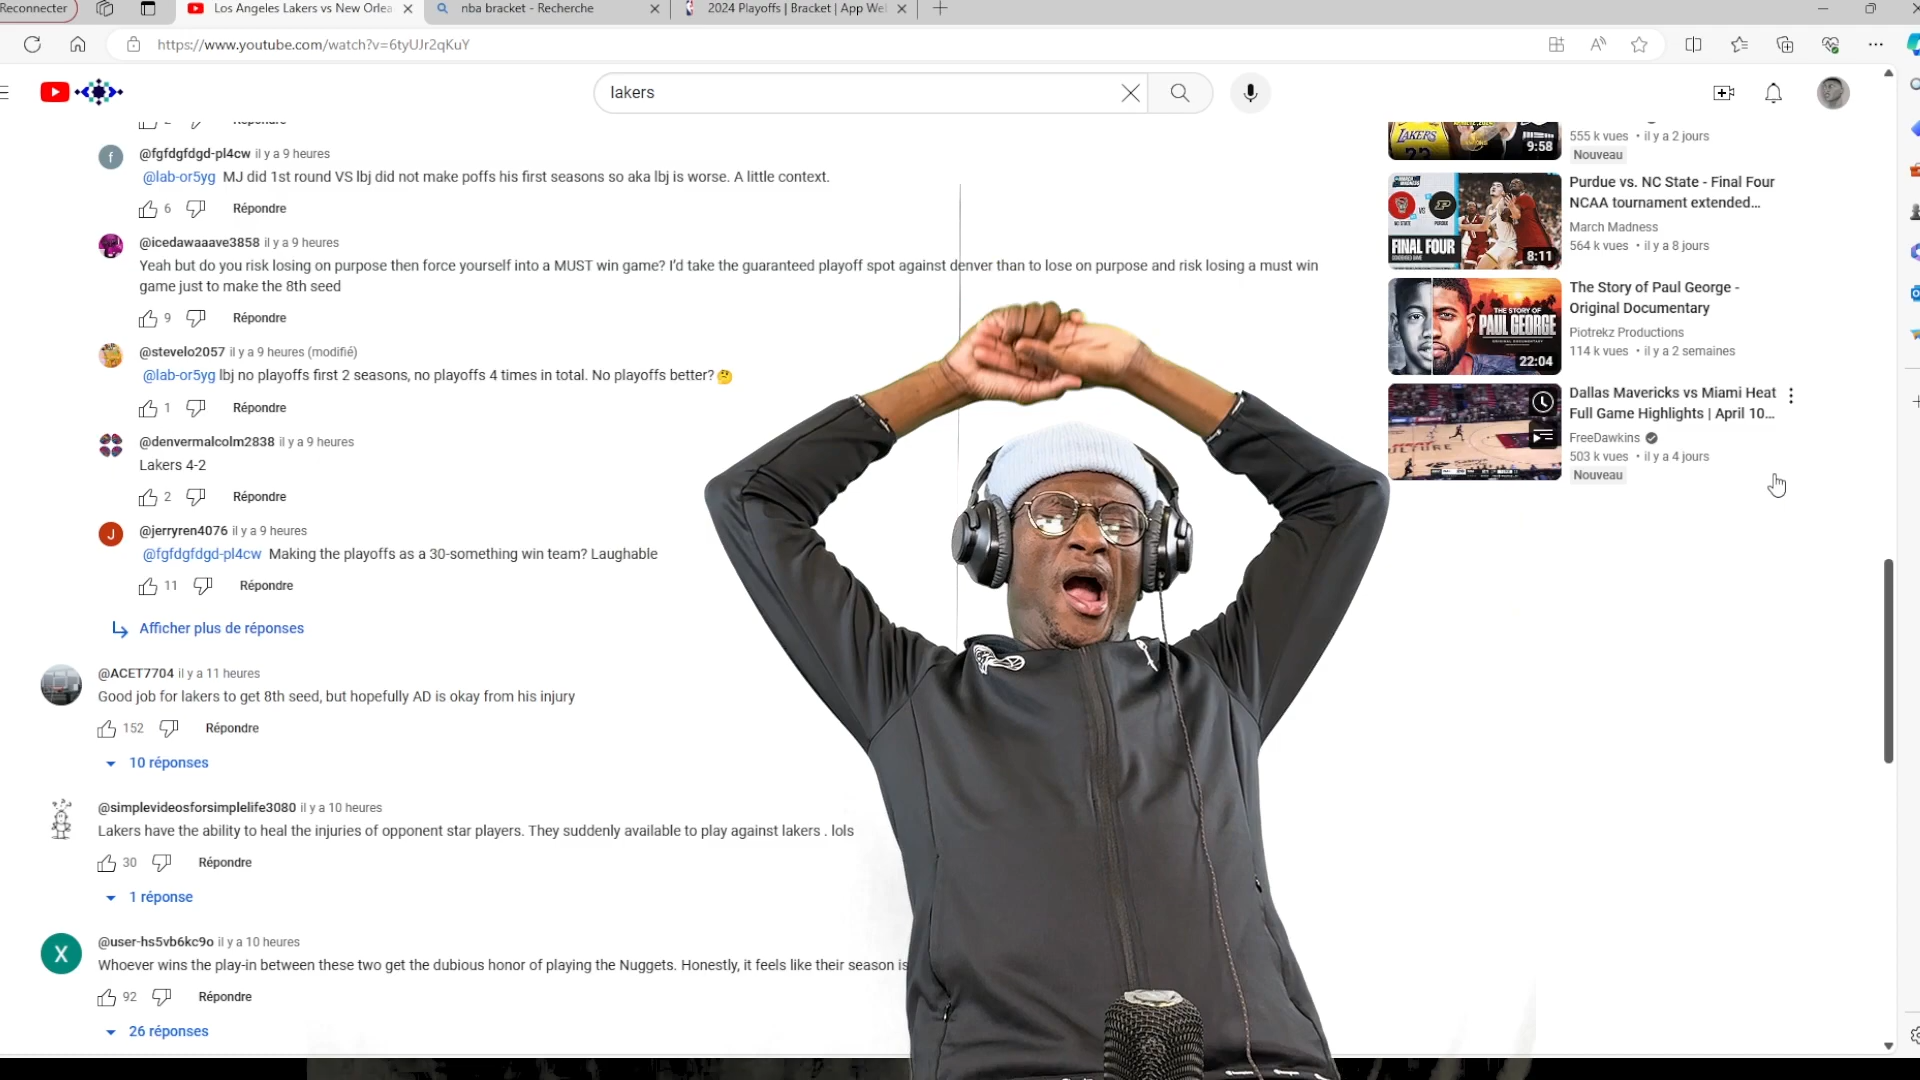 Reconnecter
Los Angeles Lakers vs New Orlea
nba bracket - Recherche
2024 Playoffs | Bracket | App We
https://www.youtube.com/watch?v=6tyUJr2qKuY
lakers
Répondre
@fgfdgfdgd-pl4cw il y a 9 heures
@lab-or5yg MJ did 1st round VS lbj did not make poffs his first seasons so aka lbj is worse. A little context.
6 Répondre
@icedawaaave3858 il y a 9 heures
Yeah but do you risk losing on purpose then force yourself into a MUST win game? I'd take the guaranteed playoff spot against denver than to lose on purpose and risk losing a must win
game just to make the 8th seed
9 Répondre
@stevelo2057 il y a 9 heures (modifié)
@lab-or5yg lbj no playoffs first 2 seasons, no playoffs 4 times in total. No playoffs better?🤔
1 Répondre
@denvermalcolm2838 il y a 9 heures
Lakers 4-2
2 Répondre
J
@jerryren4076 il y a 9 heures
@fgfdgfdgd-pl4cw Making the playoffs as a 30-something win team? Laughable
11 Répondre
Afficher plus de réponses
@ACET7704 il y a 11 heures
Good job for lakers to get 8th seed, but hopefully AD is okay from his injury
152 Répondre
10 réponses
@simplevideosforsimplelife3080 il y a 10 heures
Lakers have the ability to heal the injuries of opponent star players. They suddenly available to play against lakers . lols
30 Répondre
1 réponse
X
@user-hs5vb6kc9o il y a 10 heures
Whoever wins the play-in between these two get the dubious honor of playing the Nuggets. Honestly, it feels like their season is
92 Répondre
26 réponses
LAKERS
9:58
555 k vues • il y a 2 jours
Nouveau
FINAL FOUR
8:11
Purdue vs. NC State - Final Four
NCAA tournament extended...
March Madness
564 k vues • il y a 8 jours
THE STORY OF
PAUL GEORGE
22:04
The Story of Paul George -
Original Documentary
Piotrekz Productions
114 k vues • il y a 2 semaines
Dallas Mavericks vs Miami Heat
Full Game Highlights | April 10...
FreeDawkins
503 k vues • il y a 4 jours
Nouveau